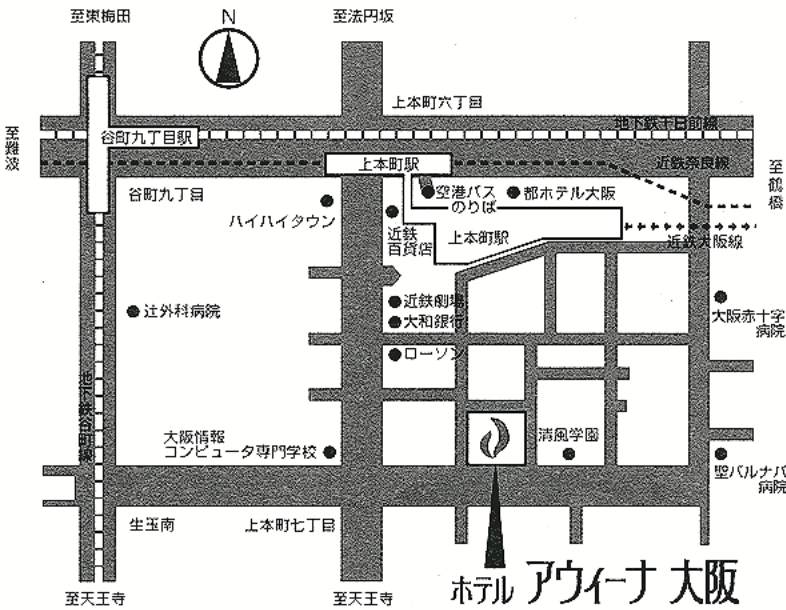 至東梅田
N
至法円坂
上本町六丁目
地下鉄千日前線
至難波
谷町九丁目駅
上本町駅
近鉄奈良線
至鶴橋
谷町九丁目
空港バス
のりば
都ホテル大阪
ハイハイタウン
近鉄
百貨店
上本町駅
近鉄大阪線
辻外科病院
近鉄劇場
大和銀行
ローソン
大阪赤十字
病院
地下鉄谷町線
大阪情報
コンピュータ専門学校
清風学園
聖バルナバ
病院
生玉南
上本町七丁目
至天王寺
至天王寺
ホテル アウィーナ 大阪